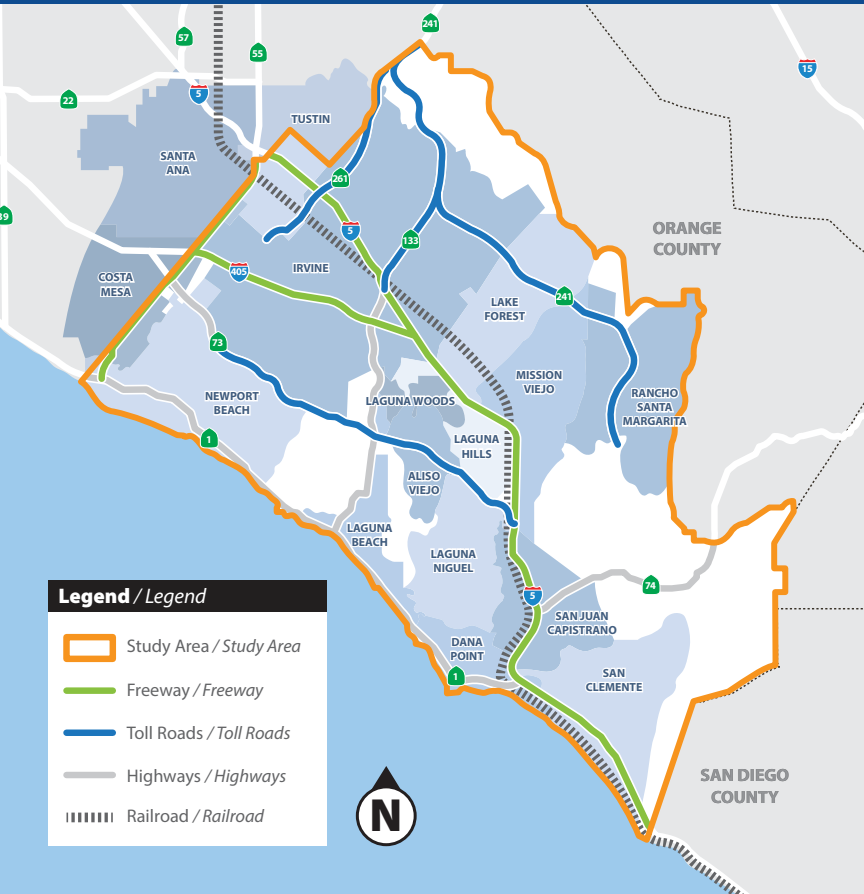 241
57
55
5
15
22
TUSTIN
SANTA
ANA
261
5
133
ORANGE
COUNTY
COSTA
MESA
405
IRVINE
LAKE
FOREST
241
73
MISSION
VIEJO
NEWPORT
BEACH
LAGUNA WOODS
RANCHO
SANTA
MARGARITA
1
LAGUNA
HILLS
ALISO
VIEJO
LAGUNA
BEACH
LAGUNA
NIGUEL
74
5
SAN JUAN
CAPISTRANO
DANA
POINT
1
SAN
CLEMENTE
SAN DIEGO
COUNTY
Legend / Legend
Study Area / Study Area
Freeway / Freeway
Toll Roads / Toll Roads
Highways / Highways
Railroad / Railroad
N